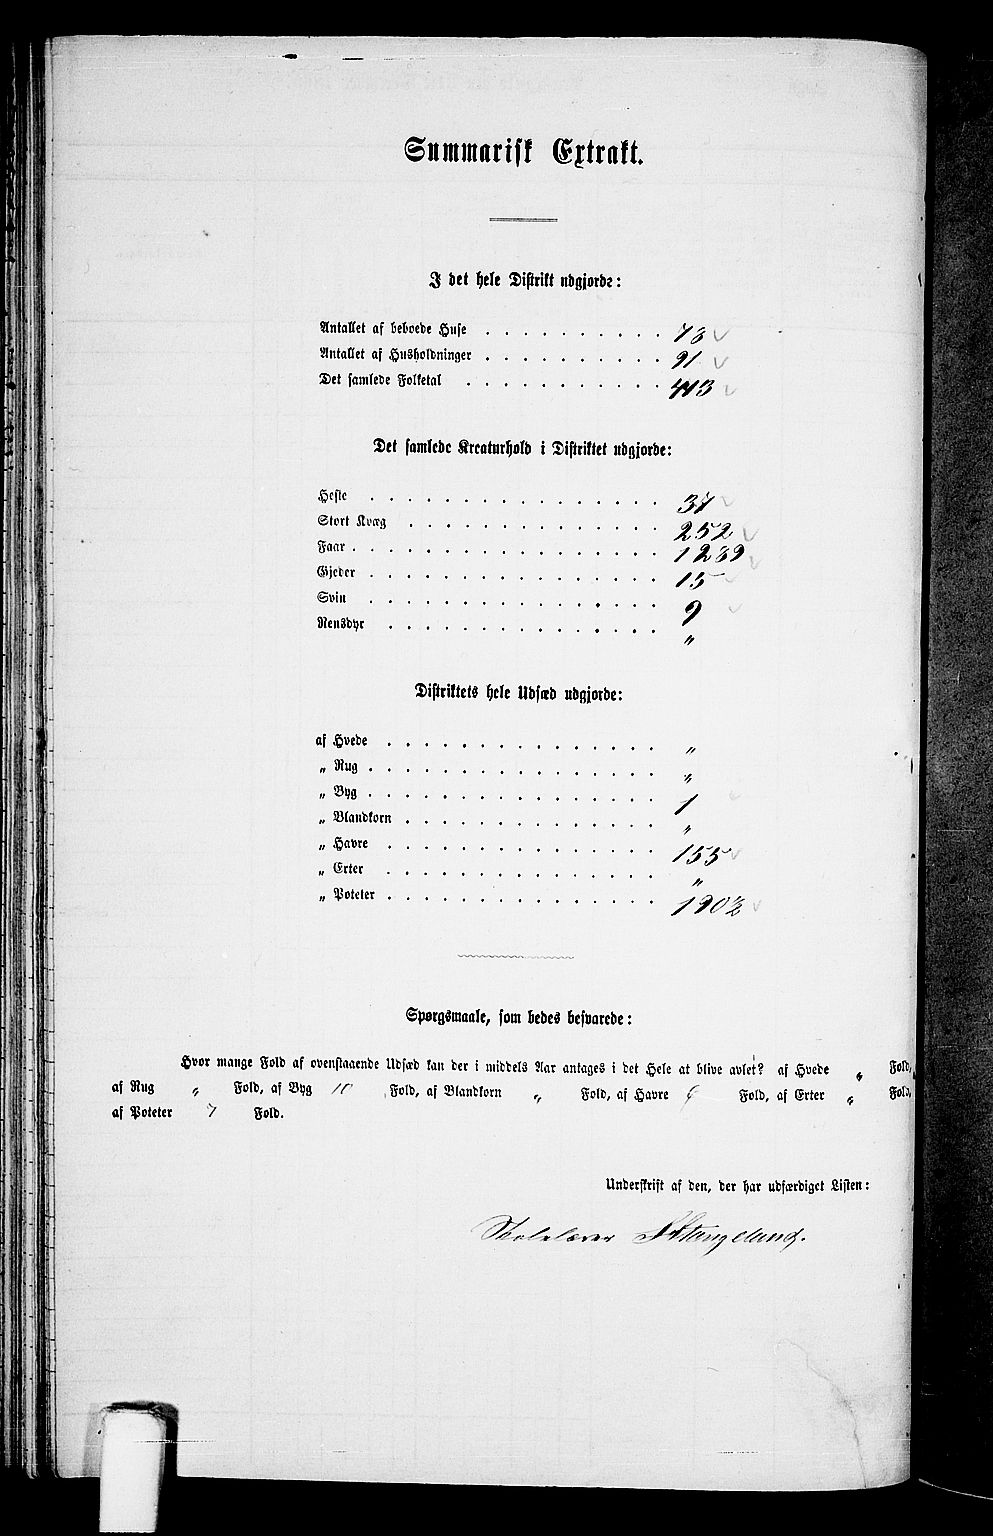 Summarisk Extrakt.
I det hele Distrikt udgjorde:
Antallet af beboede Huse . . . . . . . . . . 73
Antallet af Husholdninger . . . . . . . . . . 91
Det samlede Folketal . . . . . . . . . . . 443
Det samlede Kreaturhold i Distriktet udgjorde:
Heste . . . . . . . . . . . . . . . . 37
Stort Kvæg . . . . . . . . . . . . . . 252
Faar . . . . . . . . . . . . . . . . . 1239
Gjeder . . . . . . . . . . . . . . . . 15
Svin . . . . . . . . . . . . . . . . 9
Rensdyr . . . . . . . . . . . . . . . "
Distriktets hele Udsæd udgjorde:
af Hvede . . . . . . . . . . . . . . . "
„ Rug . . . . . . . . . . . . . . . . "
„ Byg . . . . . . . . . . . . . . . . 1
„ Blandkorn . . . . . . . . . . . . . . "
„ Havre . . . . . . . . . . . . . . . 155
„ Erter . . . . . . . . . . . . . . . "
„ Poteter . . . . . . . . . . . . . . .
Spørgsmaale, som bedes besvarede:
Hvor mange Fold af ovenstaaende Udsæd kan der i middels Aar antages i det Hele at blive avlet? af Hvede " Fold,
af Rug " Fold, af Byg 10 Fold, af Blandkorn " Fold, af Havre 6 Fold, af Erter " Fold,
af Poteter 7 Fold.
Underskrift af den, der har udfærdiget Listen:
Skolelærer Stangeland.